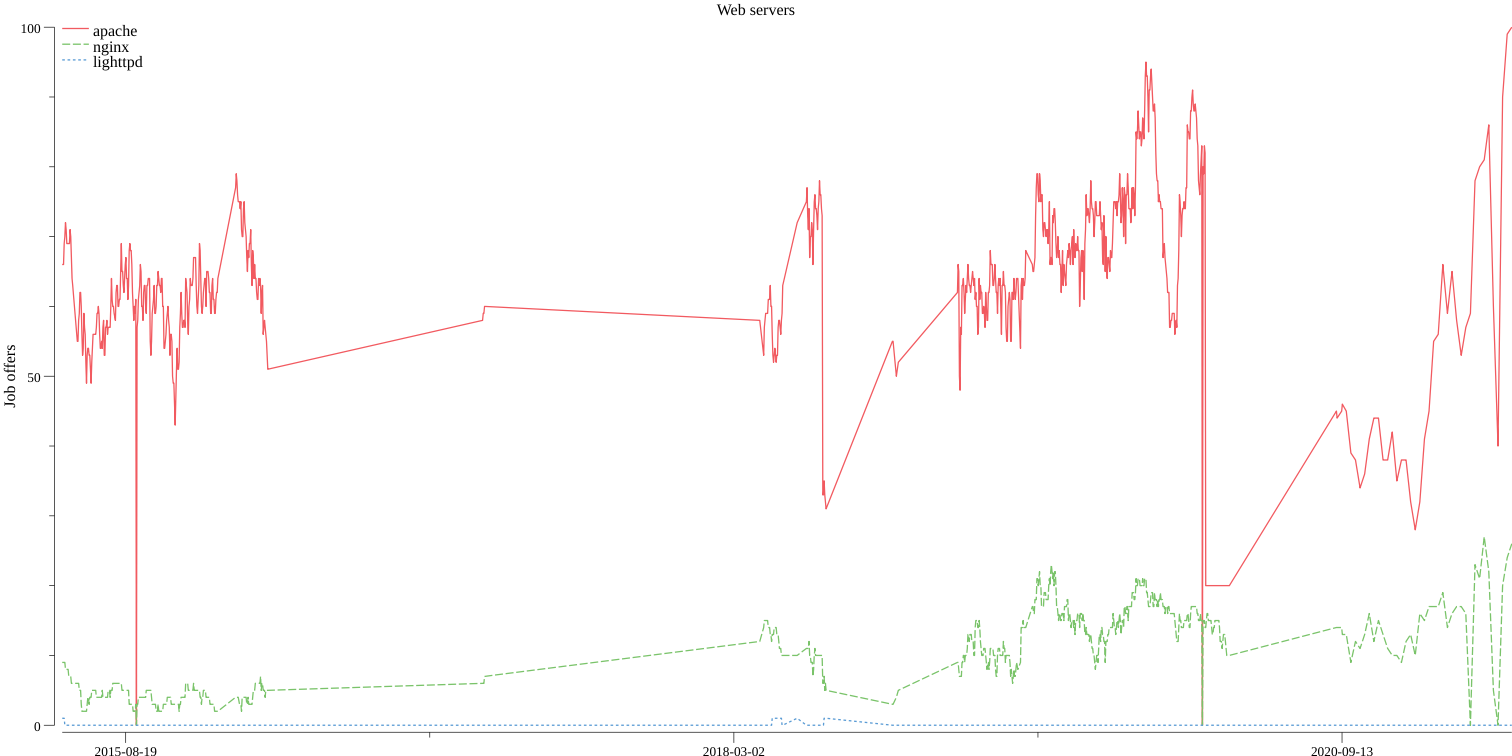 Web servers
100
apache
nginx
lighttpd
50
Job offers
0
2015-08-19
2018-03-02
2020-09-13